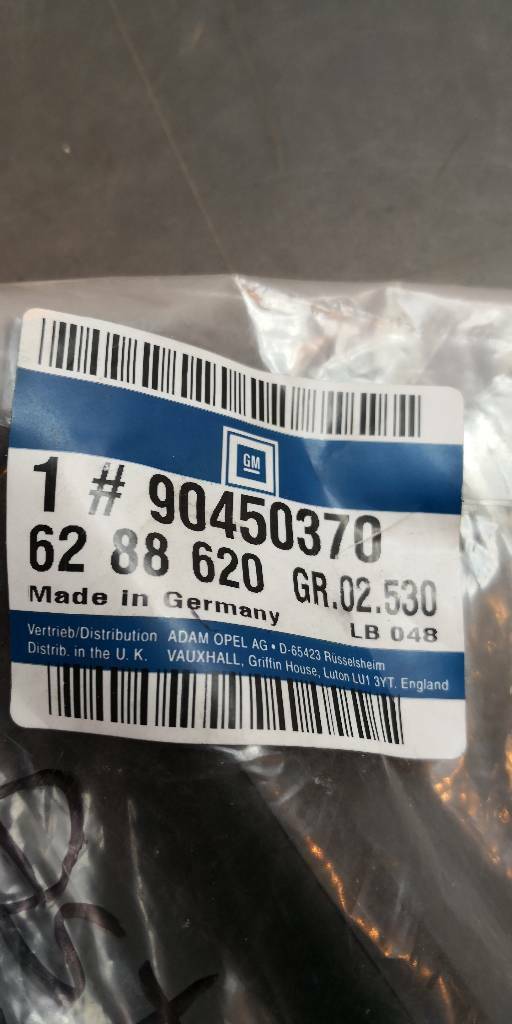 GM
1 # 90450370
62 88 620 GR.02.530
Made in Germany LB 048
Vertrieb/Distribution ADAM OPEL AG • D-65423 Rüsselsheim
Distrib. in the U. K. VAUXHALL, Griffin House, Luton LU1 3YT. England